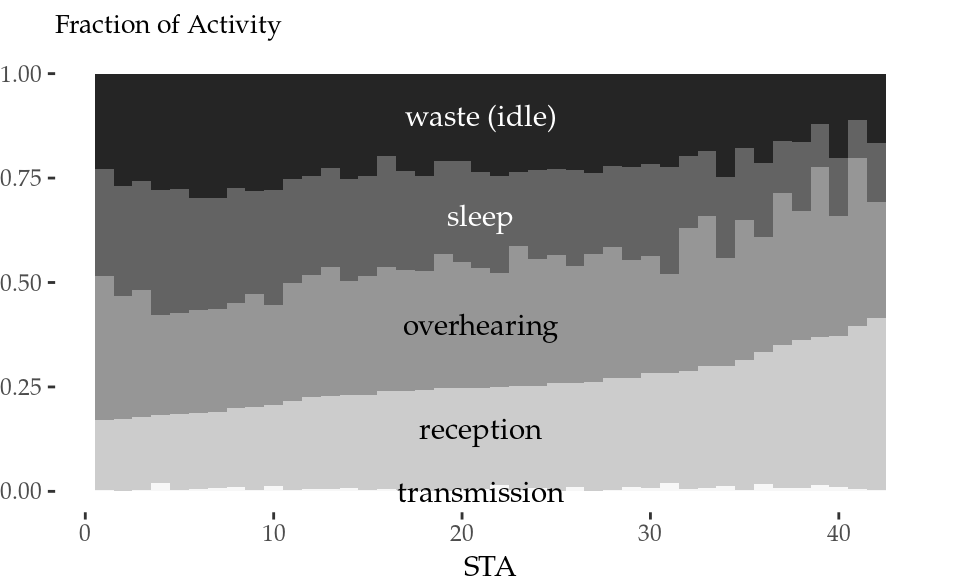 Fraction of Activity
1.00
waste (idle)
0.75
sleep
0.50
overhearing
0.25
reception
0.00
transmission
0 10 20 30 40
STA